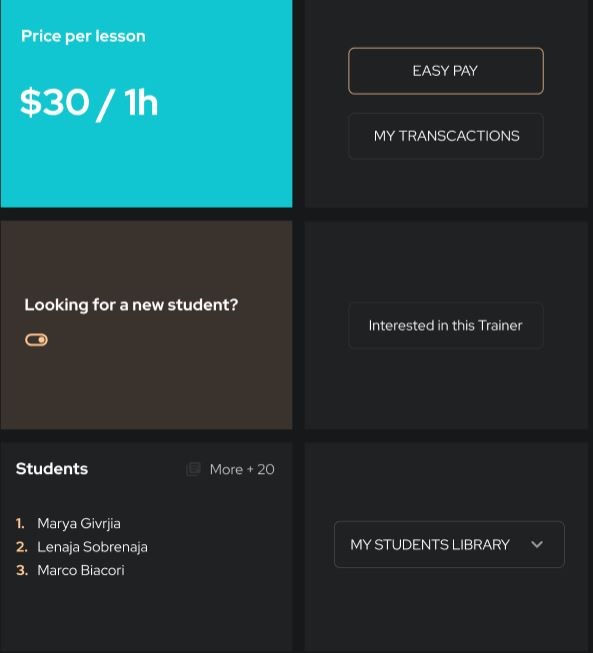 Price per lesson
$30 / 1h
EASY PAY
MY TRANSCACTIONS
Looking for a new student?
Interested in this Trainer
Students
More + 20
1. Marya Givrjia
2. Lenaja Sobrenaja
3. Marco Biacori
MY STUDENTS LIBRARY